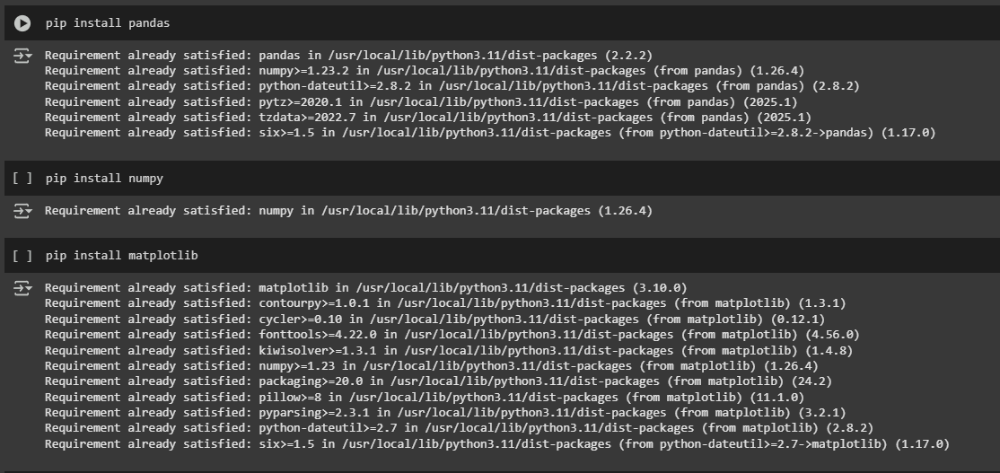 pip install pandas
Requirement already satisfied: pandas in /usr/local/lib/python3.11/dist-packages (2.2.2)
Requirement already satisfied: numpy>=1.23.2 in /usr/local/lib/python3.11/dist-packages (from pandas) (1.26.4)
Requirement already satisfied: python-dateutil>=2.8.2 in /usr/local/lib/python3.11/dist-packages (from pandas) (2.8.2)
Requirement already satisfied: pytz>=2020.1 in /usr/local/lib/python3.11/dist-packages (from pandas) (2025.1)
Requirement already satisfied: tzdata>=2022.7 in /usr/local/lib/python3.11/dist-packages (from pandas) (2025.1)
Requirement already satisfied: six>=1.5 in /usr/local/lib/python3.11/dist-packages (from python-dateutil>=2.8.2->pandas) (1.17.0)
[ ] pip install numpy
Requirement already satisfied: numpy in /usr/local/lib/python3.11/dist-packages (1.26.4)
[ ] pip install matplotlib
Requirement already satisfied: matplotlib in /usr/local/lib/python3.11/dist-packages (3.10.0)
Requirement already satisfied: contourpy>=1.0.1 in /usr/local/lib/python3.11/dist-packages (from matplotlib) (1.3.1)
Requirement already satisfied: cycler>=0.10 in /usr/local/lib/python3.11/dist-packages (from matplotlib) (0.12.1)
Requirement already satisfied: fonttools>=4.22.0 in /usr/local/lib/python3.11/dist-packages (from matplotlib) (4.56.0)
Requirement already satisfied: kiwisolver>=1.3.1 in /usr/local/lib/python3.11/dist-packages (from matplotlib) (1.4.8)
Requirement already satisfied: numpy>=1.23 in /usr/local/lib/python3.11/dist-packages (from matplotlib) (1.26.4)
Requirement already satisfied: packaging>=20.0 in /usr/local/lib/python3.11/dist-packages (from matplotlib) (24.2)
Requirement already satisfied: pillow>=8 in /usr/local/lib/python3.11/dist-packages (from matplotlib) (11.1.0)
Requirement already satisfied: pyparsing>=2.3.1 in /usr/local/lib/python3.11/dist-packages (from matplotlib) (3.2.1)
Requirement already satisfied: python-dateutil>=2.7 in /usr/local/lib/python3.11/dist-packages (from matplotlib) (2.8.2)
Requirement already satisfied: six>=1.5 in /usr/local/lib/python3.11/dist-packages (from python-dateutil>=2.7->matplotlib) (1.17.0)